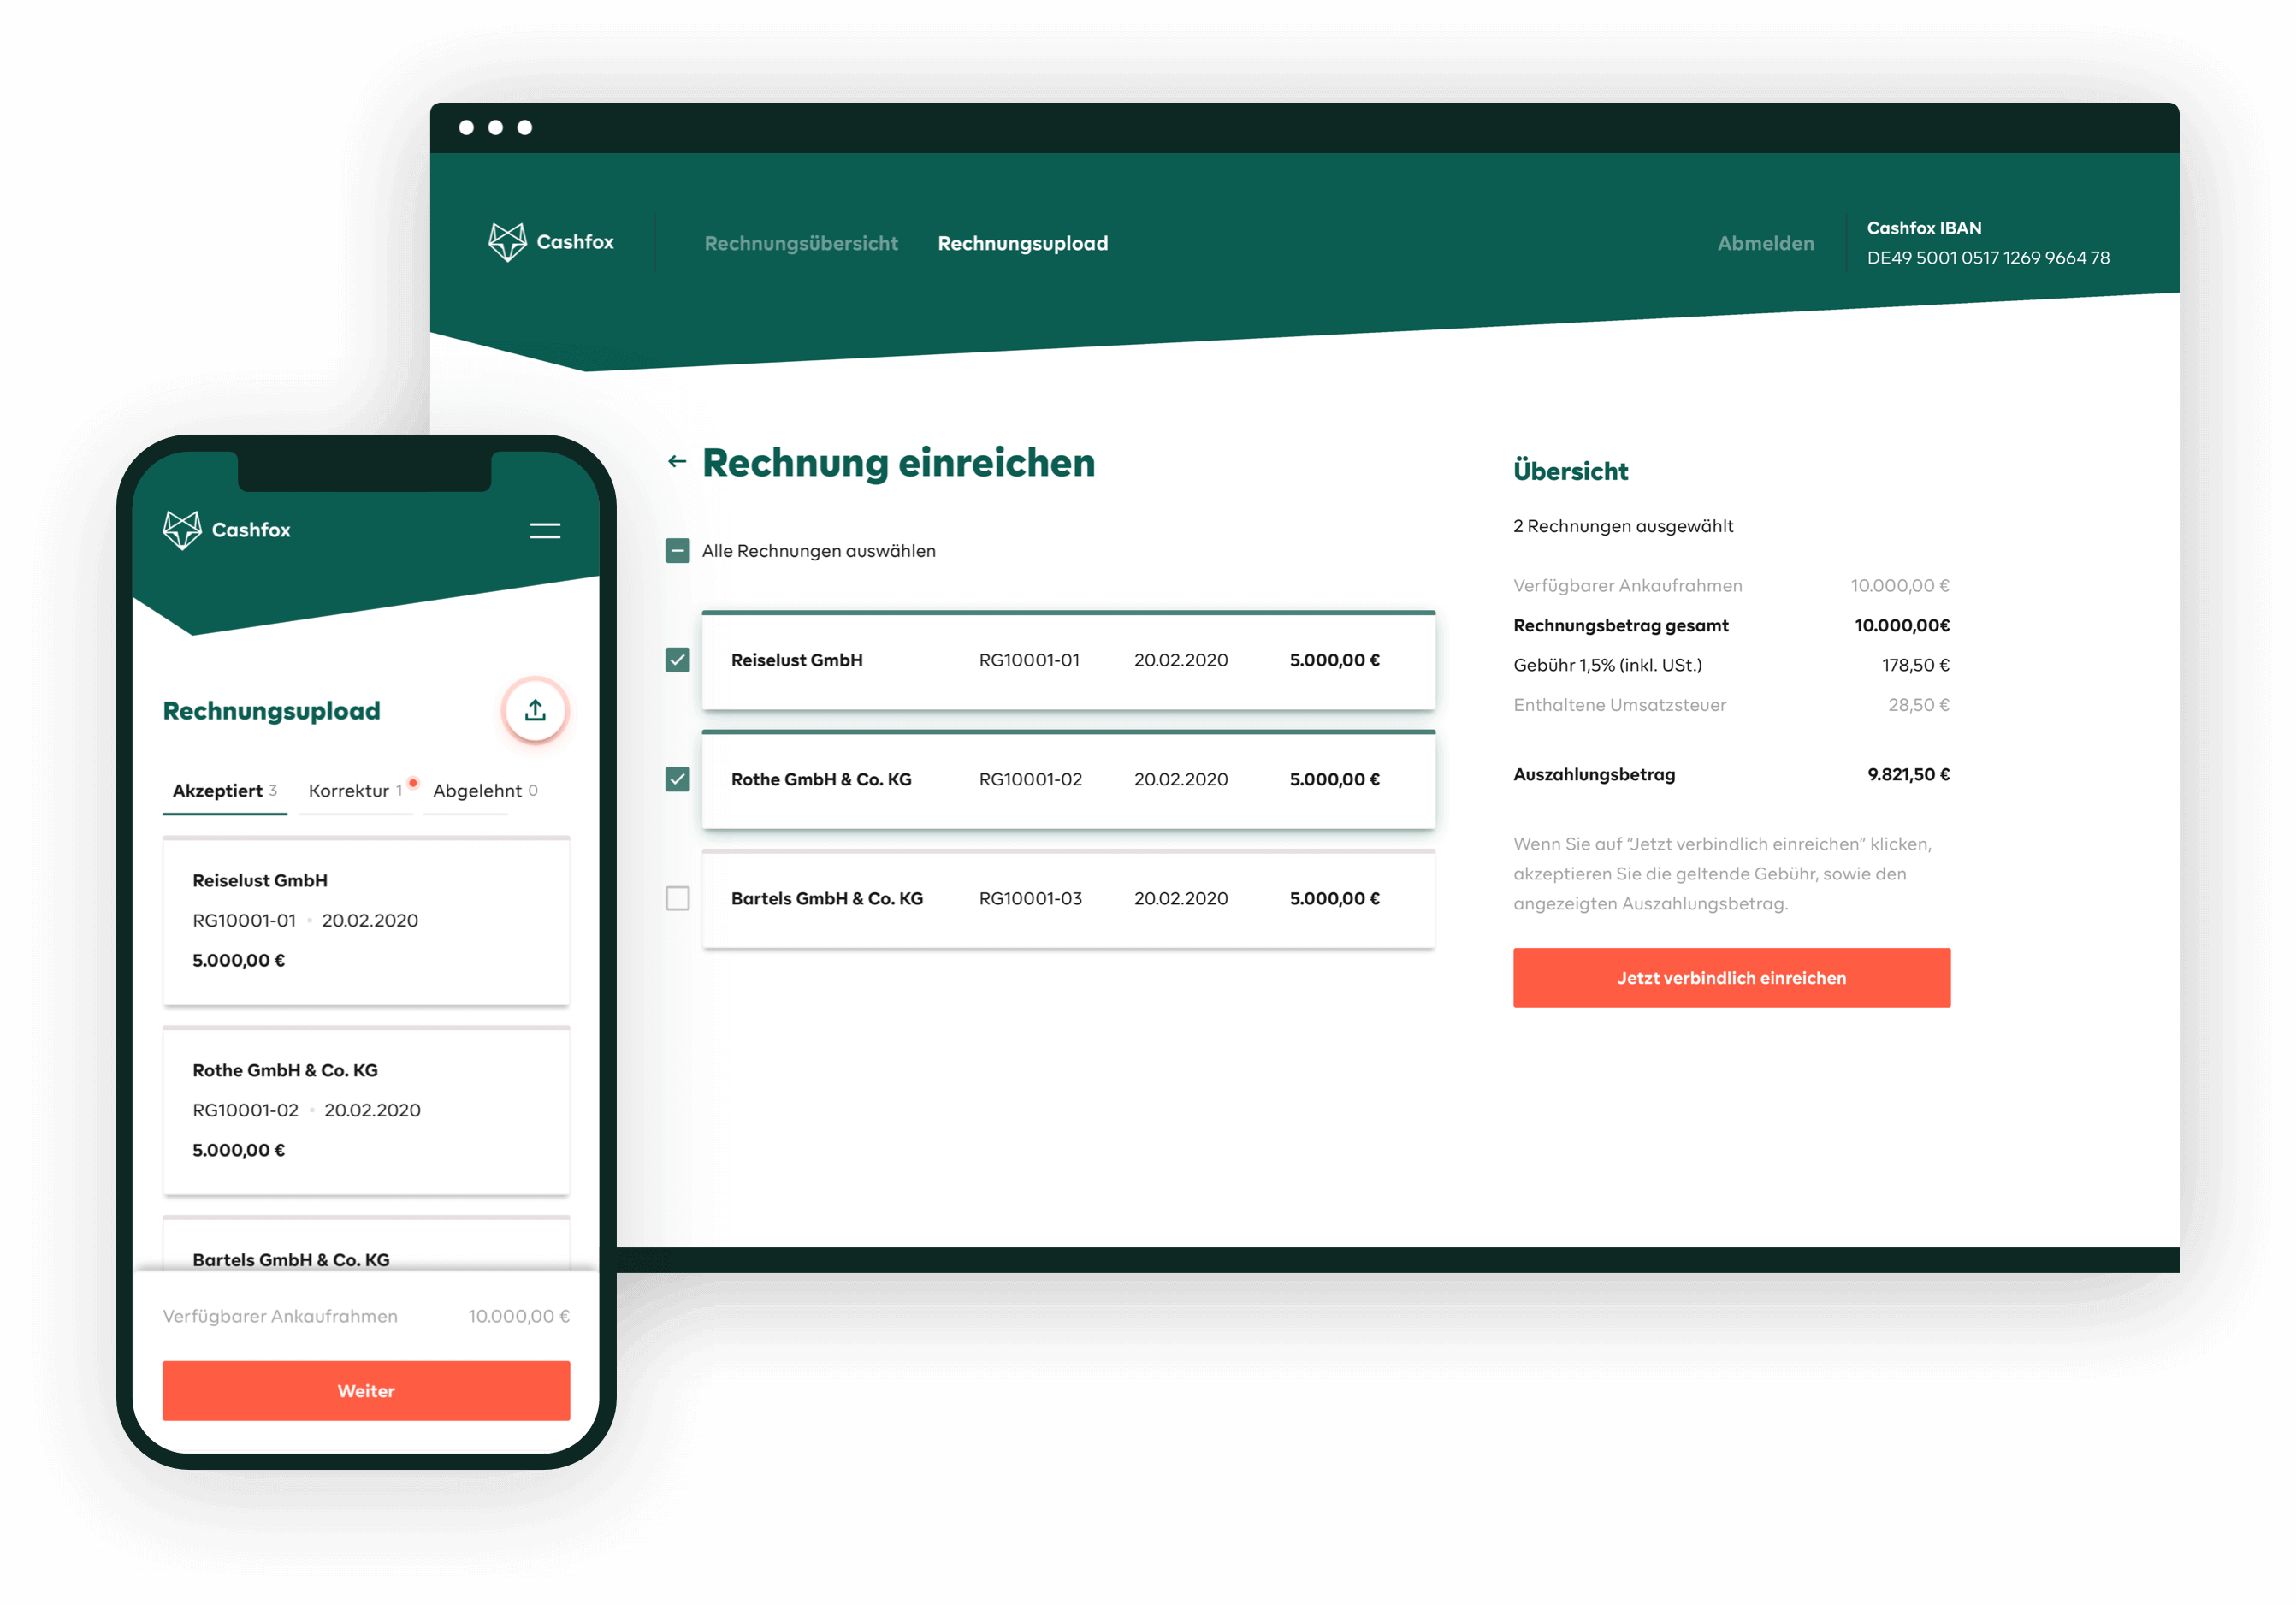 Cashfox
Rechnungsübersicht
Rechnungsupload
Abmelden
Cashfox IBAN
DE49 5001 0517 1269 9664 78
← Rechnung einreichen
Alle Rechnungen auswählen
Reiselust GmbH RG10001-01 20.02.2020 5.000,00 €
Rothe GmbH & Co. KG RG10001-02 20.02.2020 5.000,00 €
Bartels GmbH & Co. KG RG10001-03 20.02.2020 5.000,00 €
Übersicht
2 Rechnungen ausgewählt
Verfügbarer Ankaufrahmen 10.000,00 €
Rechnungsbetrag gesamt 10.000,00€
Gebühr 1,5% (inkl. USt.) 178,50 €
Enthaltene Umsatzsteuer 28,50 €
Auszahlungsbetrag 9.821,50 €
Wenn Sie auf “Jetzt verbindlich einreichen” klicken,
akzeptieren Sie die geltende Gebühr, sowie den
angezeigten Auszahlungsbetrag.
Jetzt verbindlich einreichen
Cashfox
Rechnungsupload
Akzeptiert 3 Korrektur 1 Abgelehnt 0
Reiselust GmbH
RG10001-01 • 20.02.2020
5.000,00 €
Rothe GmbH & Co. KG
RG10001-02 • 20.02.2020
5.000,00 €
Bartels GmbH & Co. KG
Verfügbarer Ankaufrahmen 10.000,00 €
Weiter